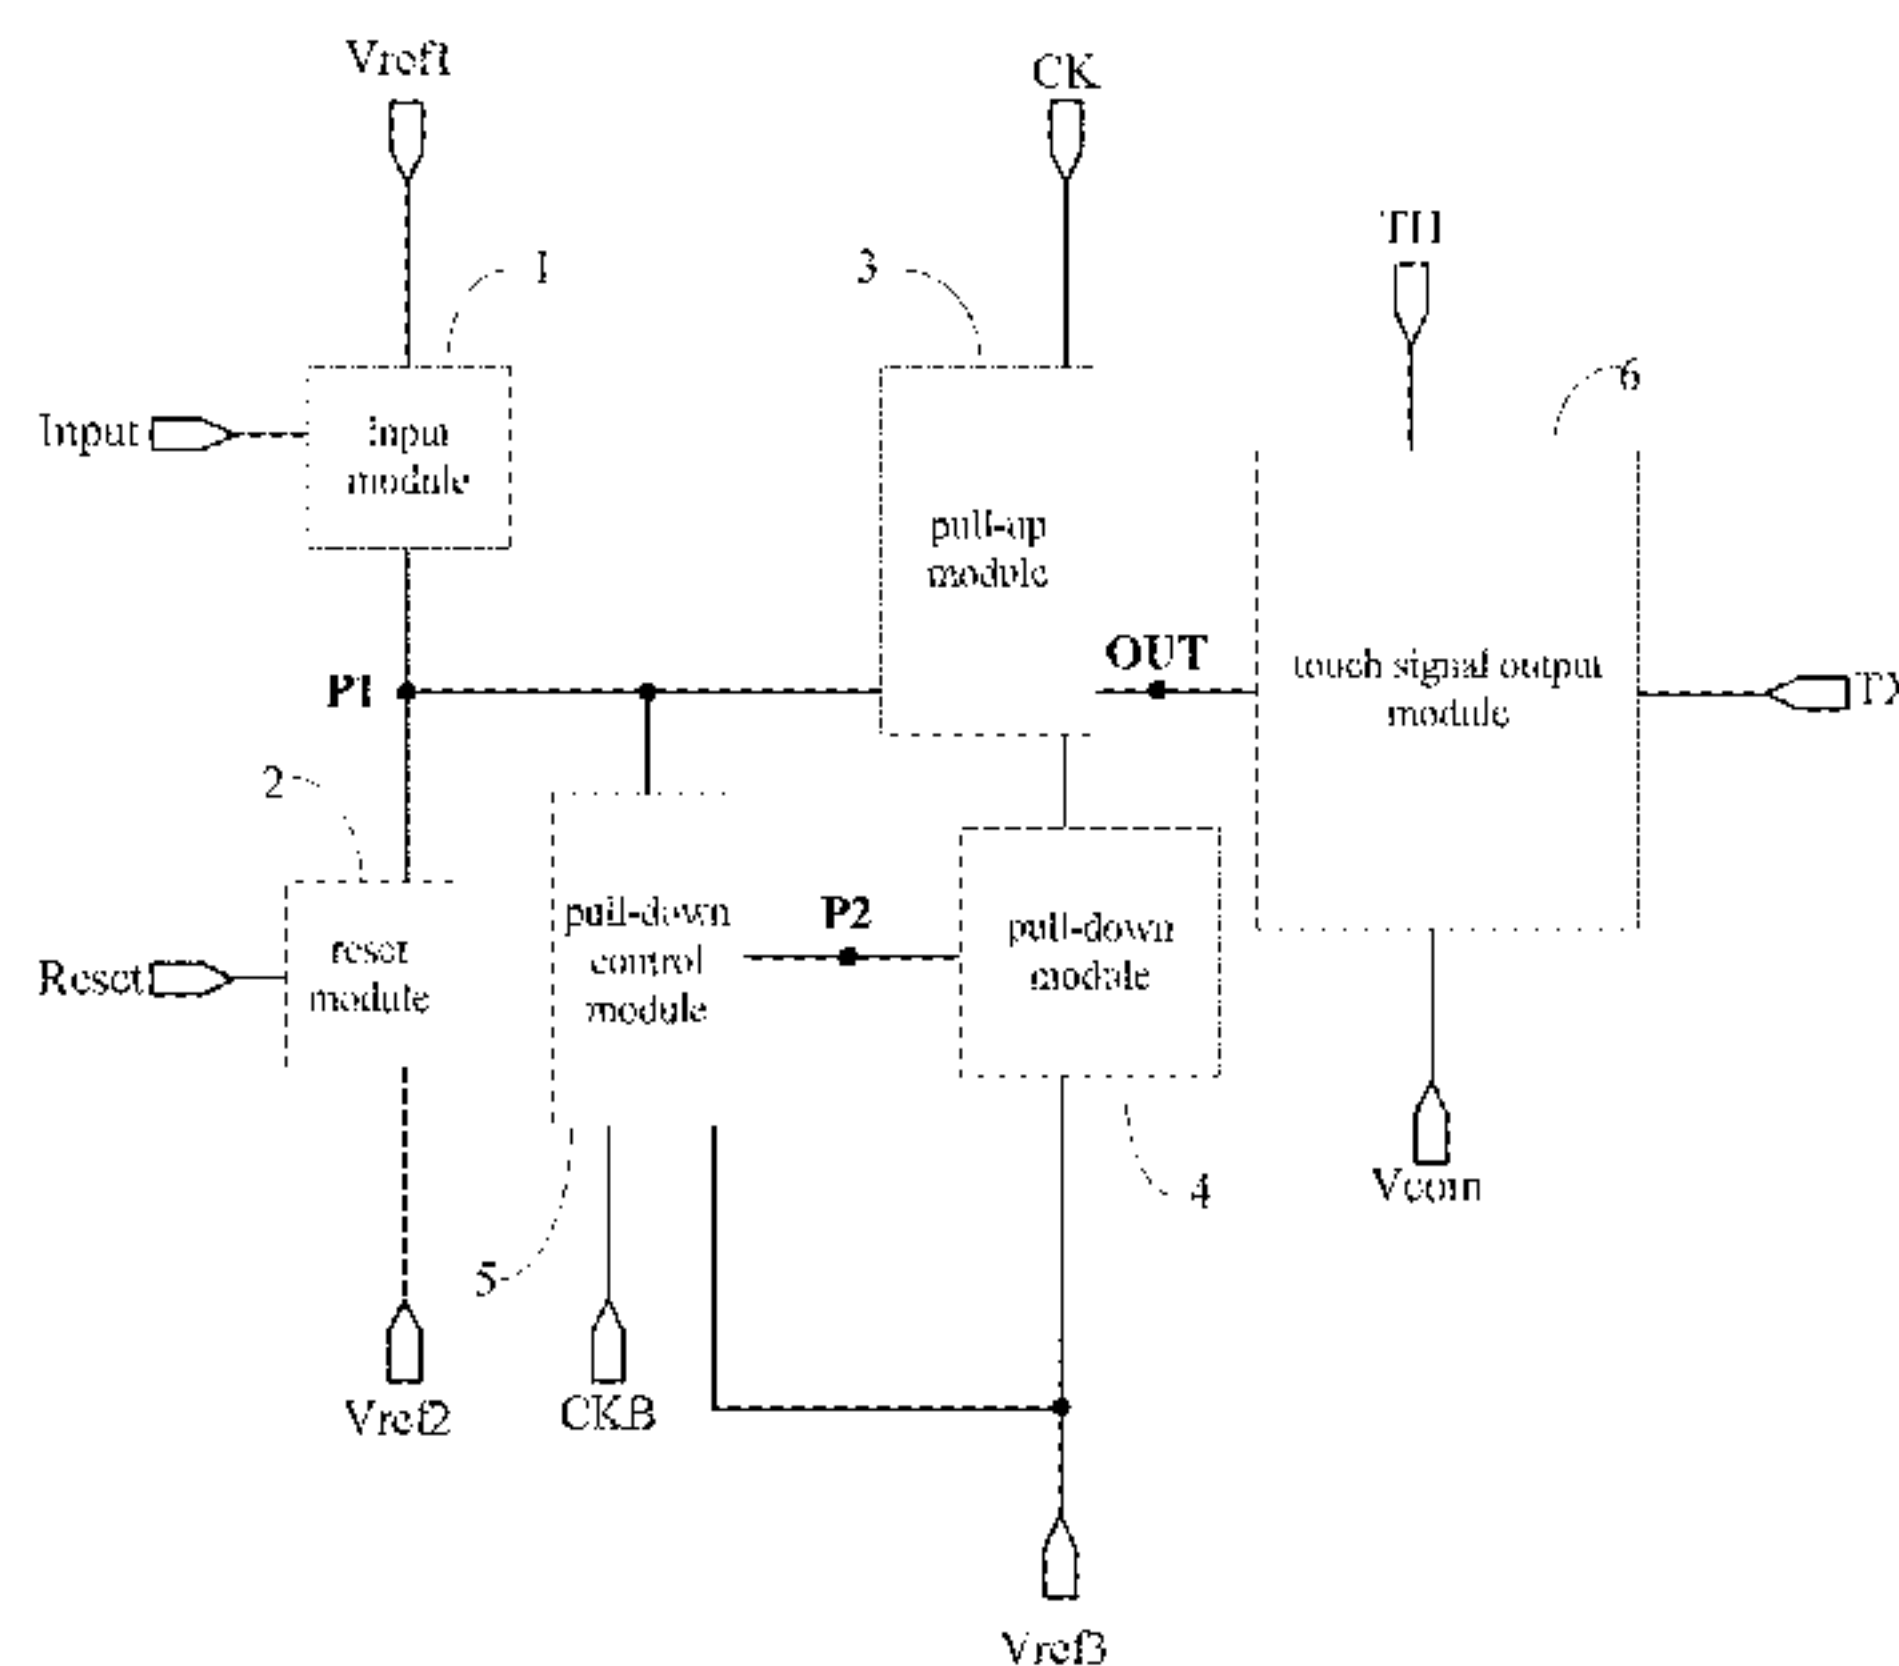 Vref1
CK
TH
1
3
6
Input
input
module
pull-up
module
OUT
touch signal output
module
P1
TX
2
pull-down
control
module
P2
pull-down
module
reset
module
Reset
Vcom
4
5
Vref2
CKB
Vref3